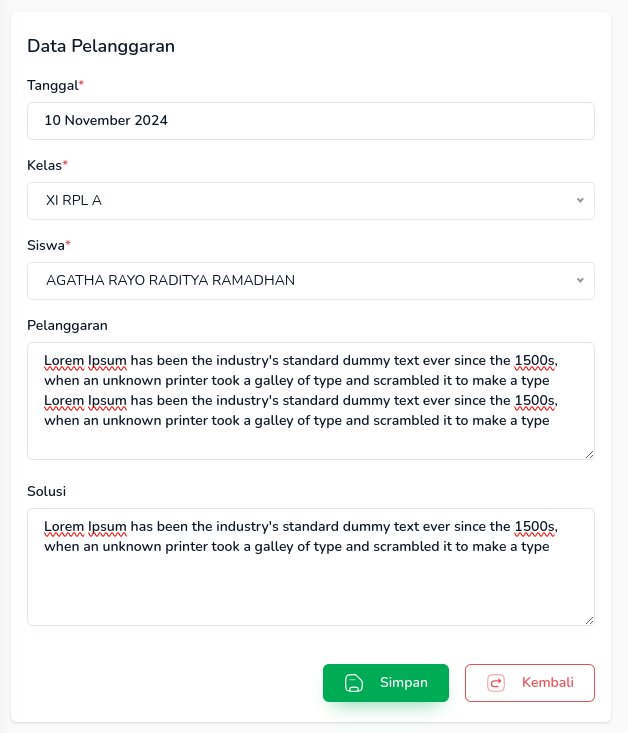 Data Pelanggaran
Tanggal*
10 November 2024
Kelas*
XI RPL A
Siswa*
AGATHA RAYO RADITYA RAMADHAN
Pelanggaran
Lorem Ipsum has been the industry's standard dummy text ever since the 1500s,
when an unknown printer took a galley of type and scrambled it to make a type
Lorem Ipsum has been the industry's standard dummy text ever since the 1500s,
when an unknown printer took a galley of type and scrambled it to make a type
Solusi
Lorem Ipsum has been the industry's standard dummy text ever since the 1500s,
when an unknown printer took a galley of type and scrambled it to make a type
Simpan Kembali